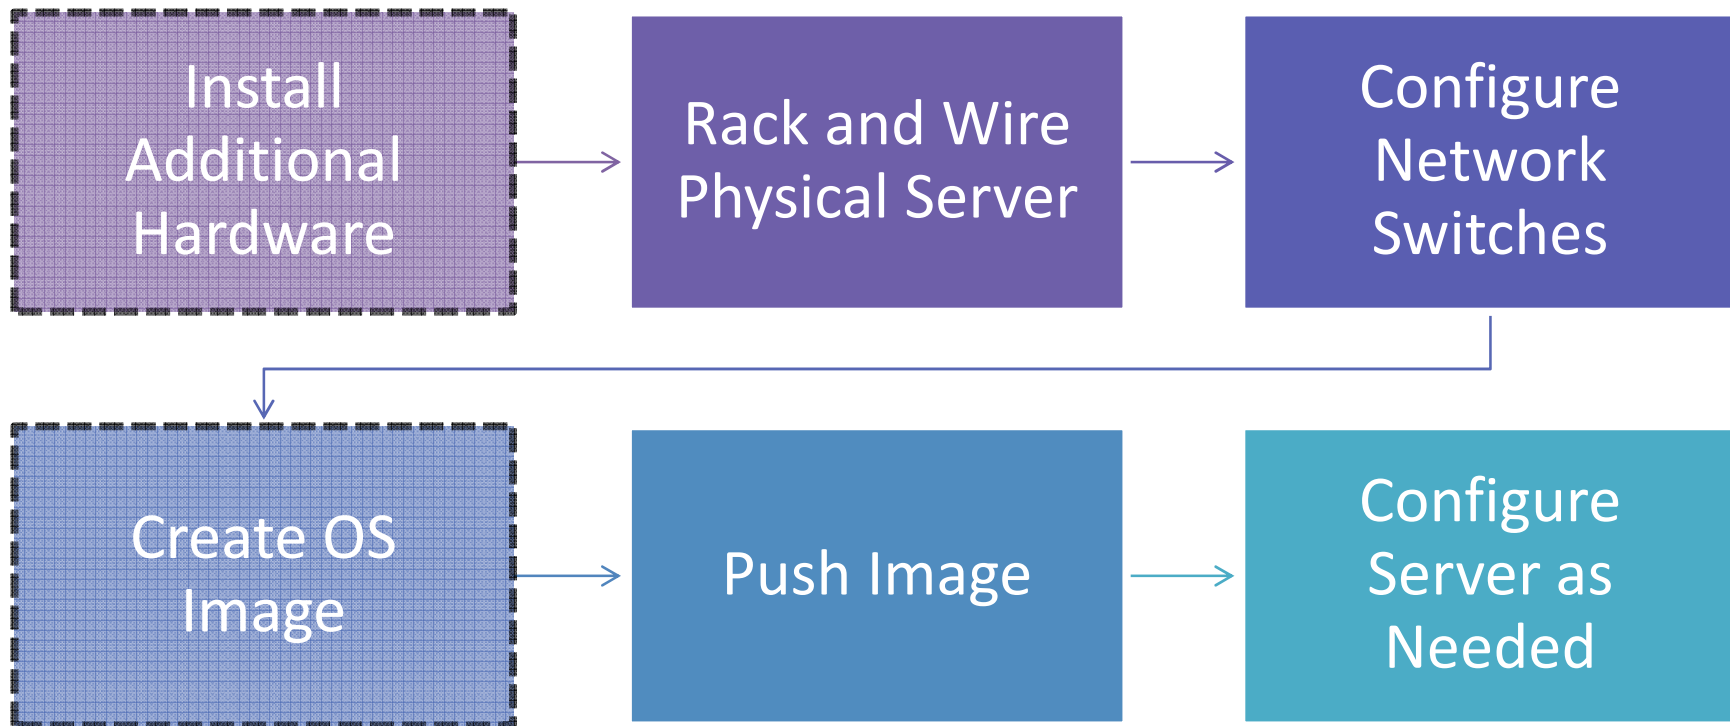 Install
Additional
Hardware
Rack and Wire
Physical Server
Configure
Network
Switches
Create OS
Image
Push Image
Configure
Server as
Needed